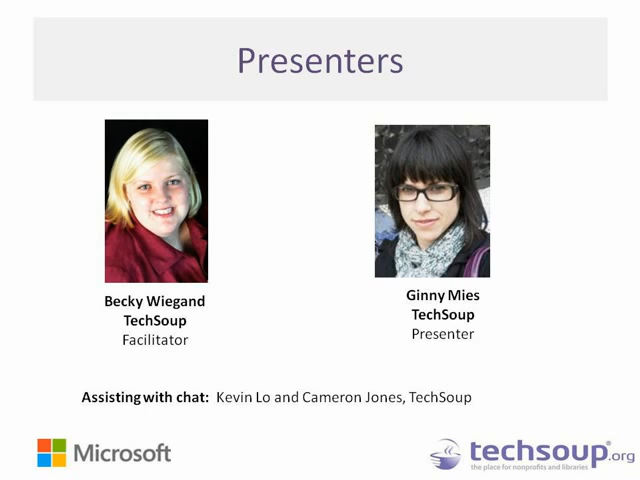 Presenters
Becky Wiegand
TechSoup
Facilitator
Ginny Mies
TechSoup
Presenter
Assisting with chat: Kevin Lo and Cameron Jones, TechSoup
Microsoft
techsoup®.org
the place for nonprofits and libraries